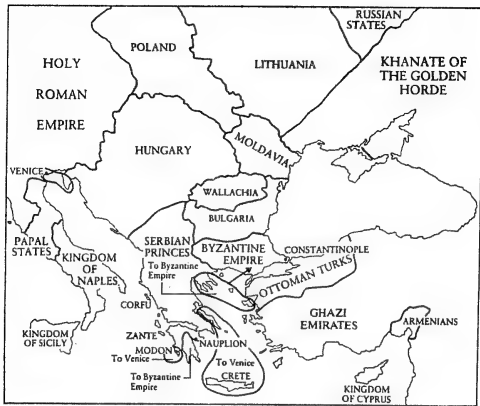 RUSSIAN
STATES
POLAND
HOLY
ROMAN
EMPIRE
LITHUANIA
KHANATE OF
THE GOLDEN
HORDE
HUNGARY
MOLDAVIA
VENICE
WALLACHIA
BULGARIA
PAPAL
STATES
KINGDOM
OF
NAPLES
SERBIAN
PRINCES
BYZANTINE
EMPIRE
CONSTANTINOPLE
To Byzantine
Empire
OTTOMAN TURKS
CORFU
GHAZI
EMIRATES
ARMENIANS
KINGDOM
OF SICILY
ZANTE
NAUPLION
MODON
To Venice
To Venice
CRETE
To Byzantine
Empire
KINGDOM
OF CYPRUS